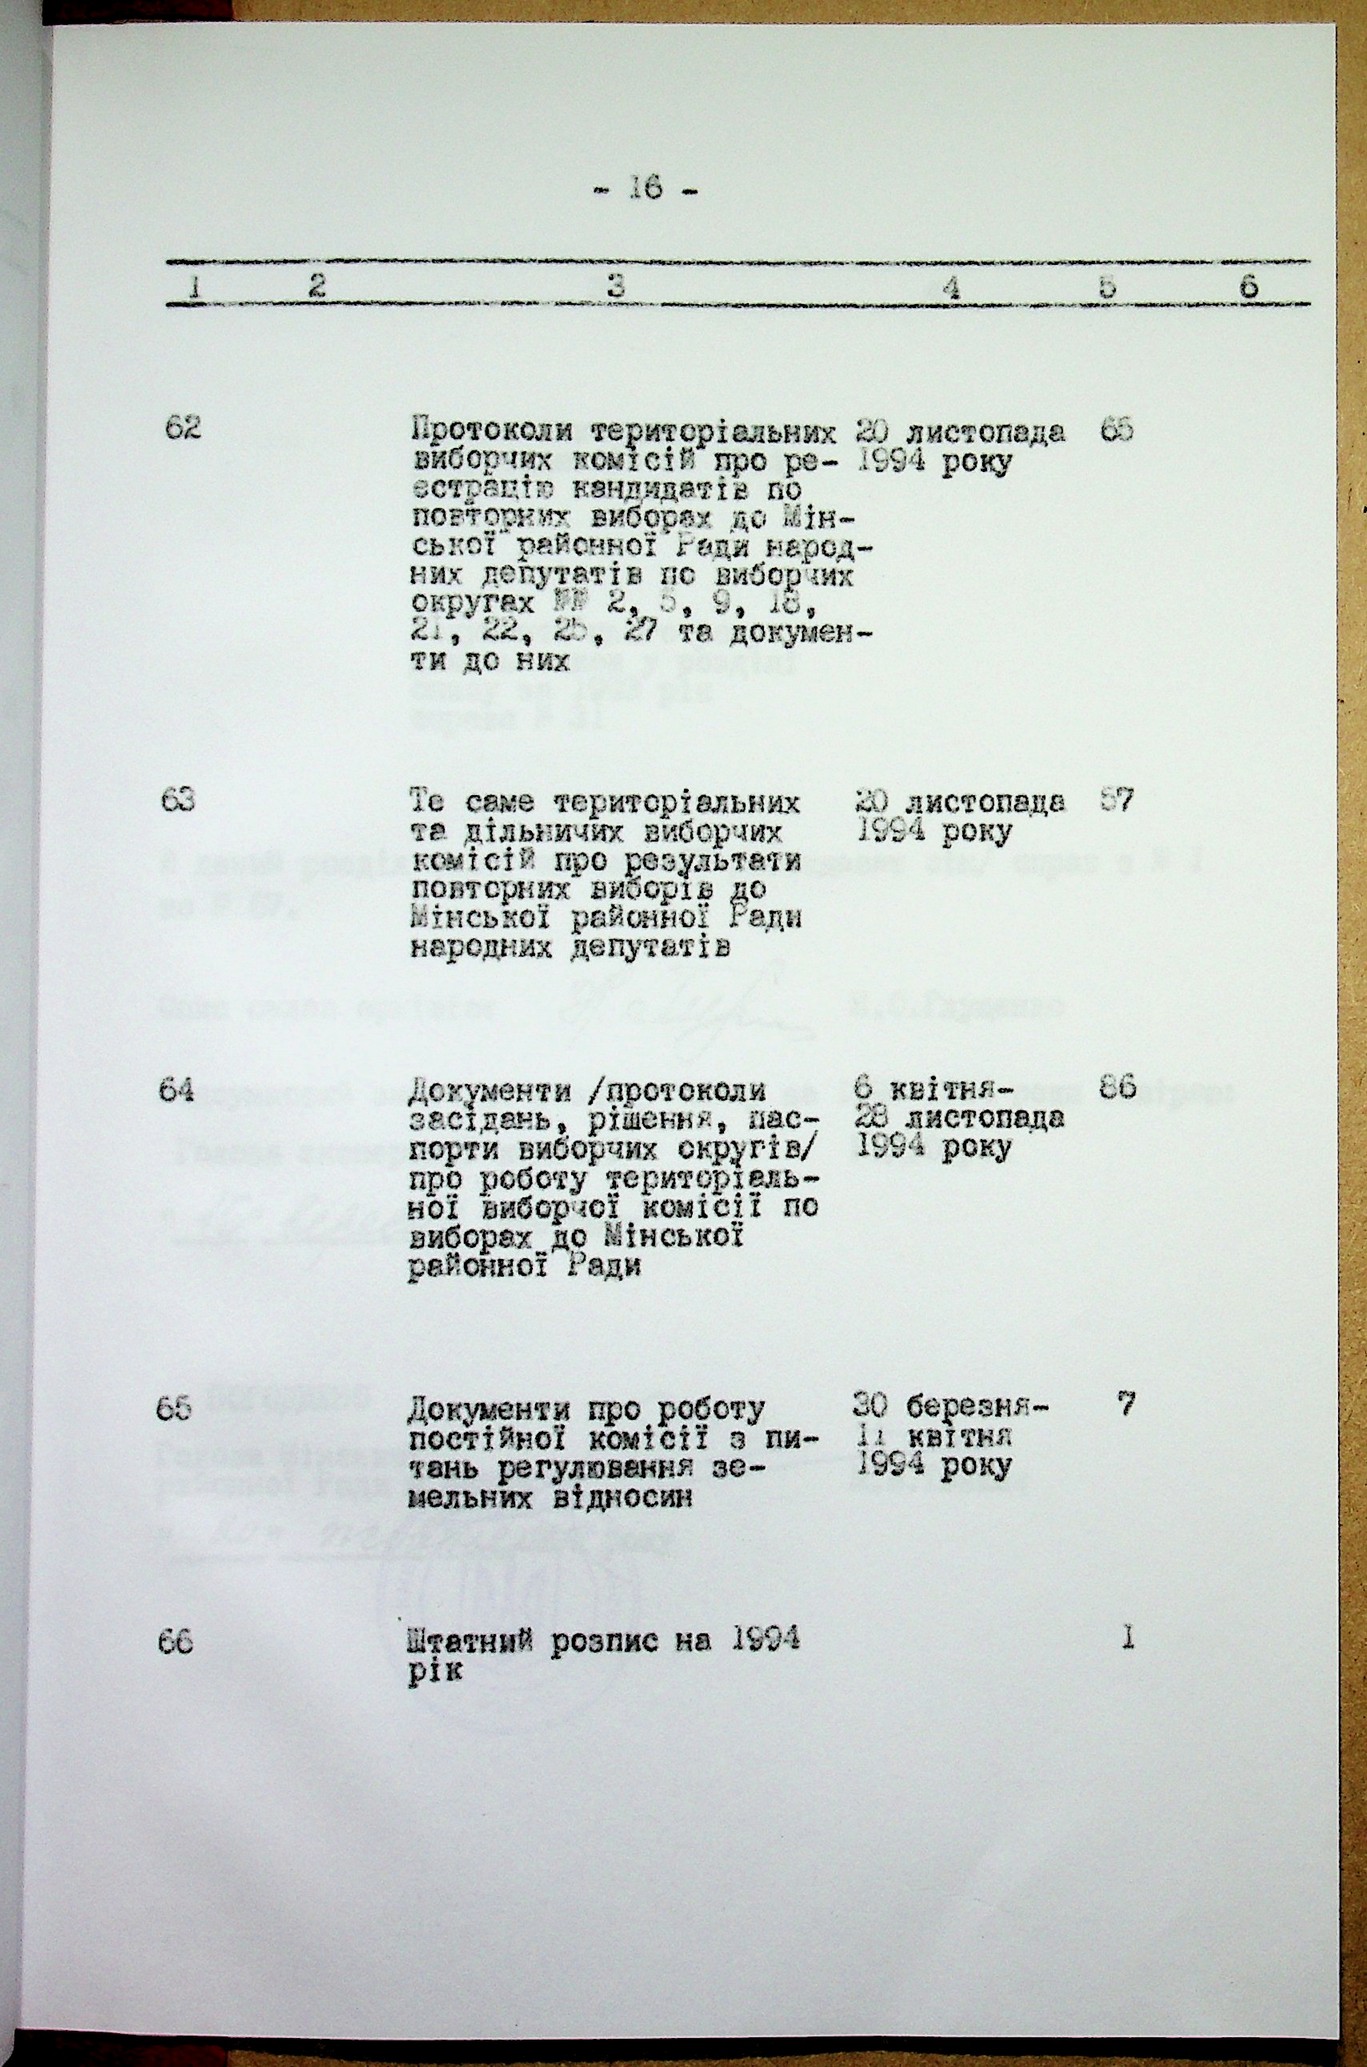 - 16 -
1 2 3 4 5 6
62 Протоколи територіальних 20 листопада 65
виборчих комісій про ре- 1994 року
єстрацію кандидатів по
повторних виборах до Мін-
ської районної Ради народ-
них депутатів по виборчих
округах №№ 2, 5, 9, 18,
21, 22, 25, 27 та докумен-
ти до них
63 Те саме територіальних 20 листопада 57
та дільничих виборчих 1994 року
комісій про результати
повторних виборів до
Мінської районної Ради
народних депутатів
64 Документи /протоколи 6 квітня- 86
засідань, рішення, пас- 28 листопада
порти виборчих округів/ 1994 року
про роботу територіаль-
ної виборчої комісії по
виборах до Мінської
районної Ради
65 Документи про роботу 30 березня- 7
постійної комісії з пи- 11 квітня
тань регулювання зе- 1994 року
мельних відносин
66 Штатний розпис на 1994 1
рік